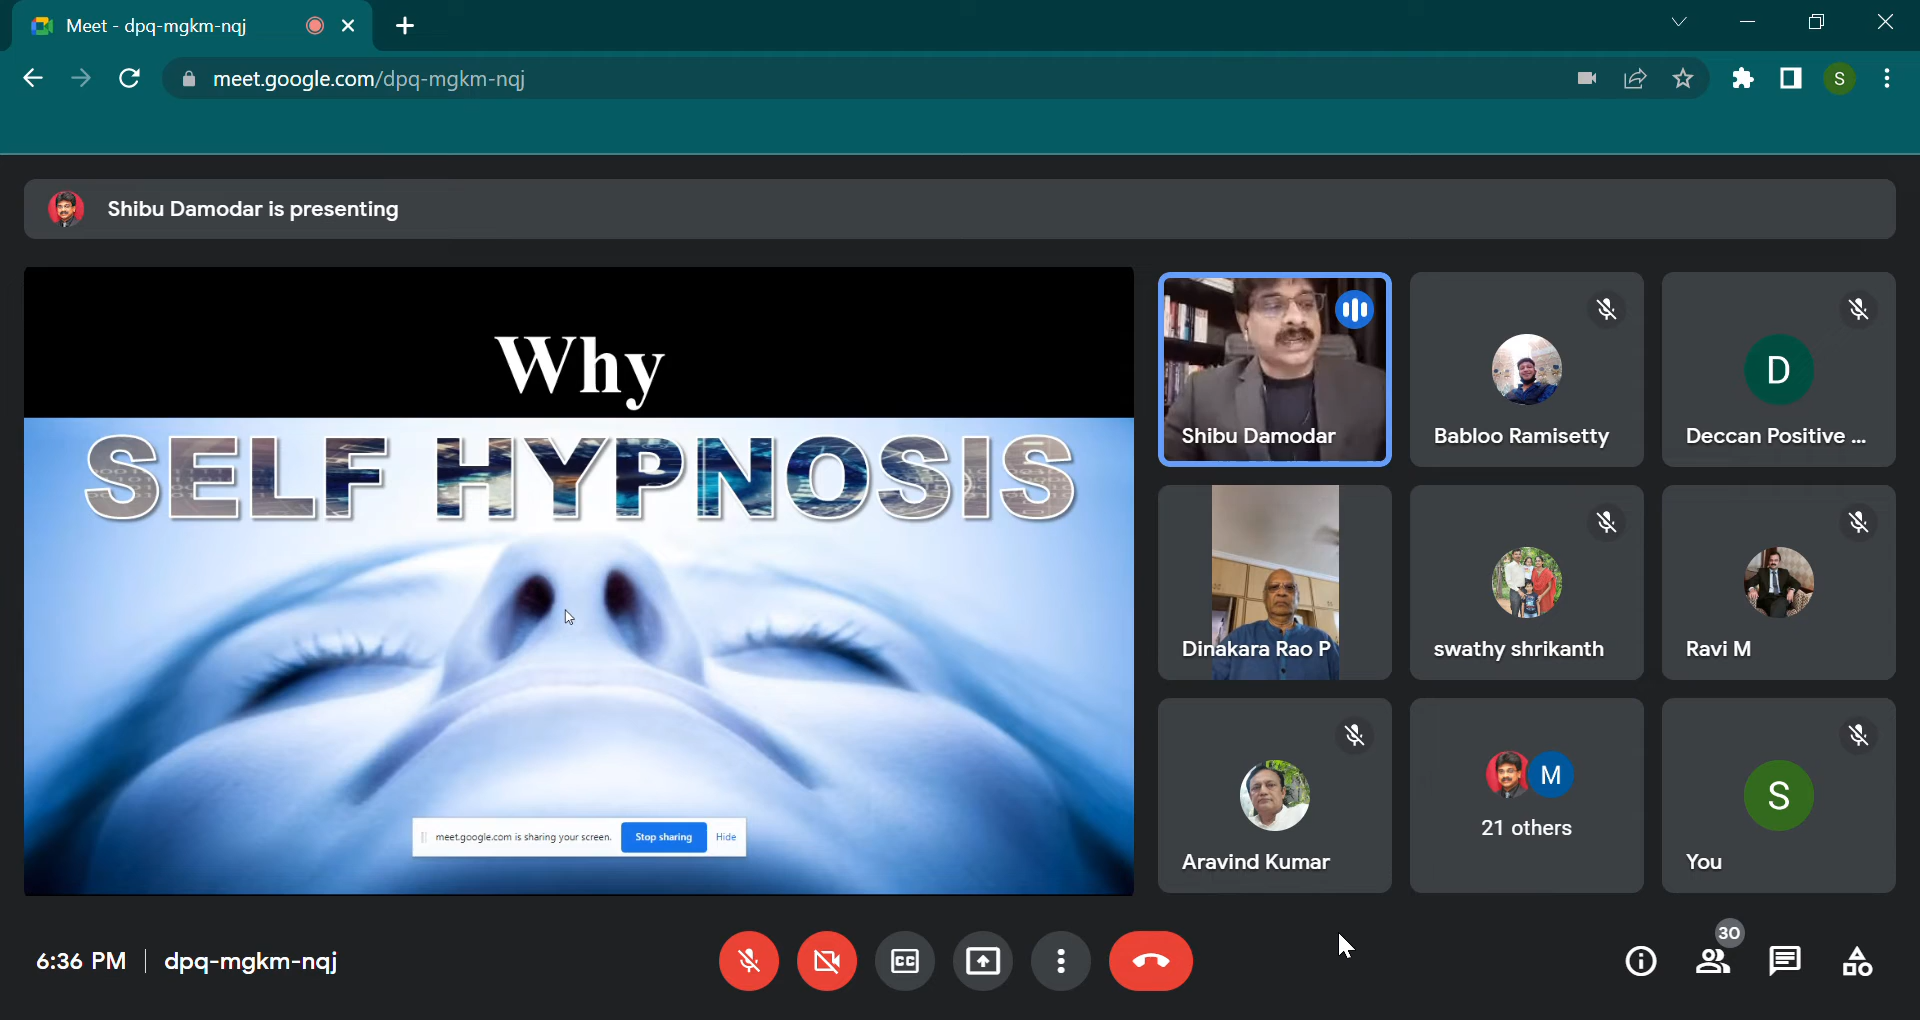 Meet - dpq-mgkm-nqj
meet.google.com/dpq-mgkm-nqj
S
Shibu Damodar is presenting
Why
SELF HYPNOSIS
meet.google.com is sharing your screen.
Stop sharing
Hide
Shibu Damodar
Babloo Ramisetty
D
Deccan Positive ...
Dinakara Rao P
swathy shrikanth
Ravi M
Aravind Kumar
M
21 others
S
You
6:36 PM
dpq-mgkm-nqj
CC
30